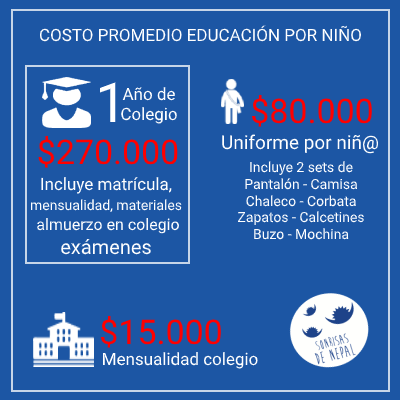 COSTO PROMEDIO EDUCACIÓN POR NIÑO
1 Año de
Colegio
$270.000
Incluye matrícula,
mensualidad, materiales
almuerzo en colegio
exámenes
$80.000
Uniforme por niñ@
Incluye 2 sets de
Pantalón - Camisa
Chaleco - Corbata
Zapatos - Calcetines
Buzo - Mochina
$15.000
Mensualidad colegio
SONRISAS
DE NEPAL